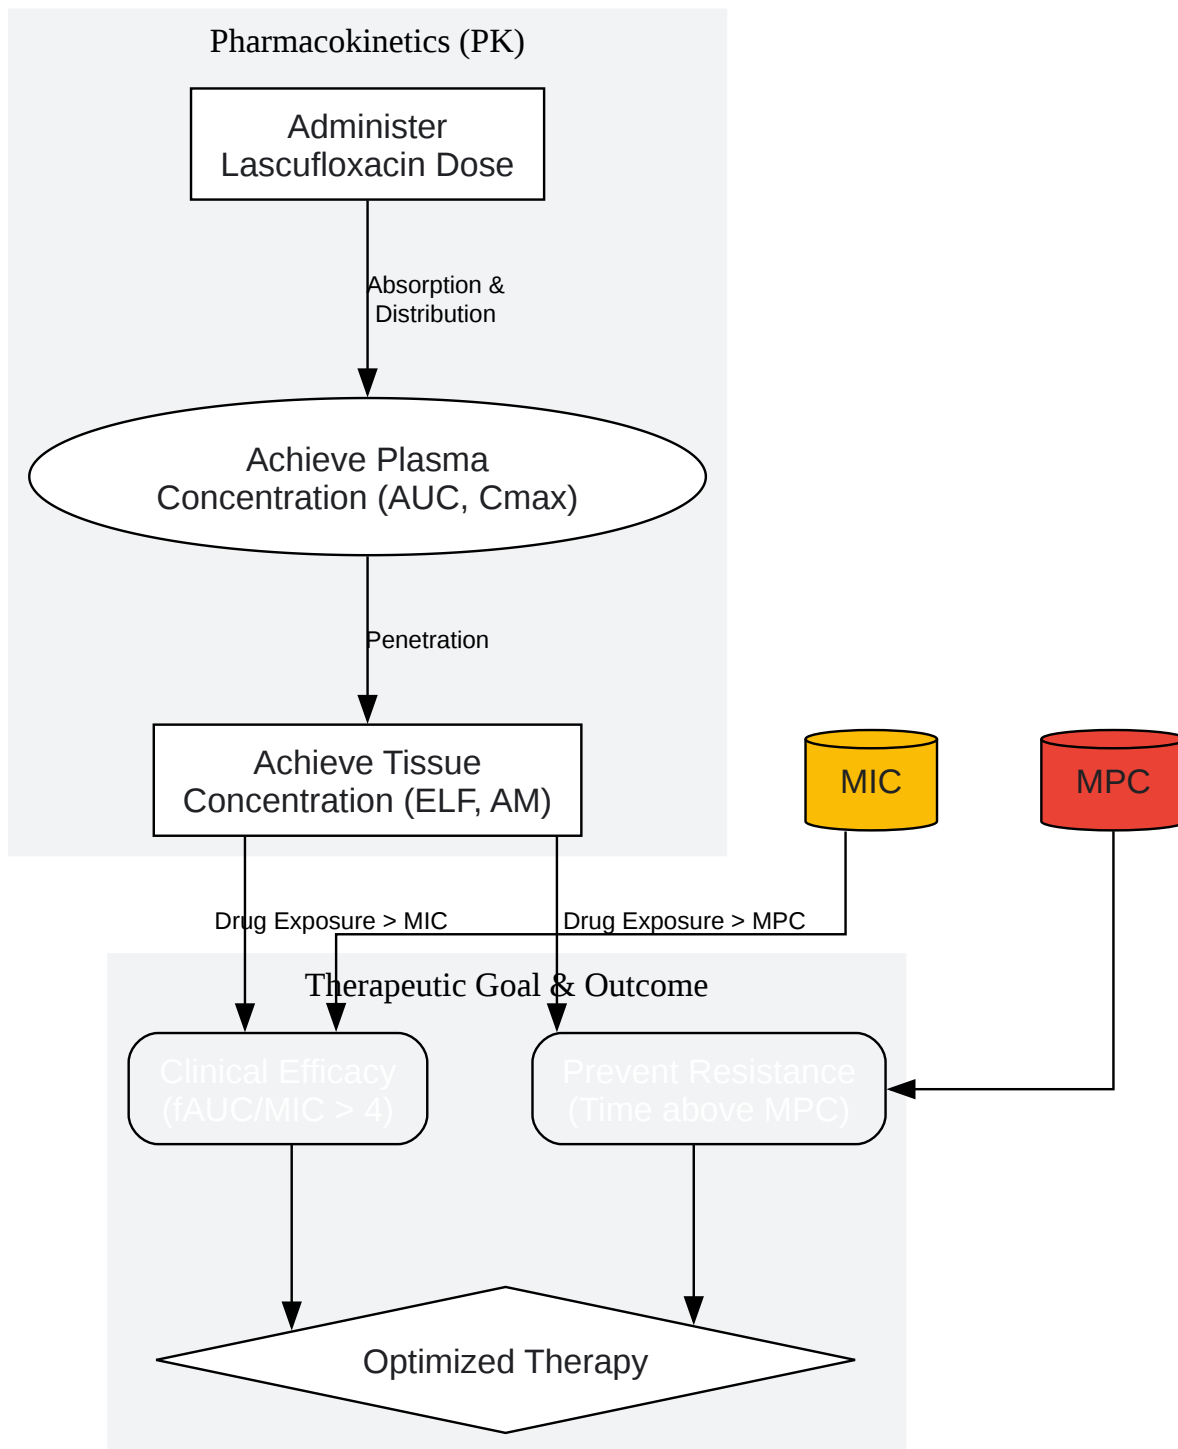 Pharmacokinetics (PK)
Administer
Lascufloxacin Dose
Absorption &
Distribution
Achieve Plasma
Concentration (AUC, Cmax)
Penetration
Achieve Tissue
Concentration (ELF, AM)
MIC
MPC
Drug Exposure > MIC
Drug Exposure > MPC
Therapeutic Goal & Outcome
Clinical Efficacy
(fAUC/MIC > 4)
Prevent Resistance
(Time above MPC)
Optimized Therapy